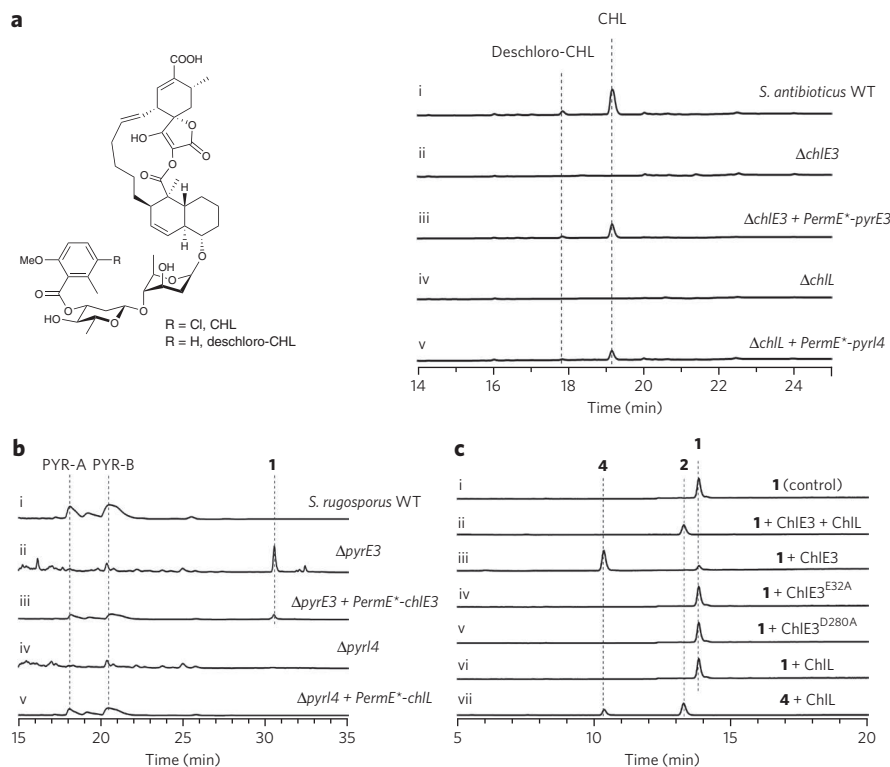 a
COOH
HO
O
O
O
O
H
H
O
OH
O
O
O
MeO
R
O
O
HO
R = Cl, CHL
R = H, deschloro-CHL
CHL
Deschloro-CHL
i
S. antibioticus WT
ii
ΔchlE3
iii
ΔchlE3 + PermE*-pyrE3
iv
ΔchlL
v
ΔchlL + PermE*-pyrI4
14 16 18 20 22 24
Time (min)
b
PYR-A PYR-B 1
i
S. rugosporus WT
ii
ΔpyrE3
iii
ΔpyrE3 + PermE*-chlE3
iv
ΔpyrI4
v
ΔpyrI4 + PermE*-chlL
15 20 25 30 35
Time (min)
c
1
4 2
i
1 (control)
ii
1 + ChlE3 + ChlL
iii
1 + ChlE3
iv
1 + ChlE3E32A
v
1 + ChlE3D280A
vi
1 + ChlL
vii
4 + ChlL
5 10 15 20
Time (min)